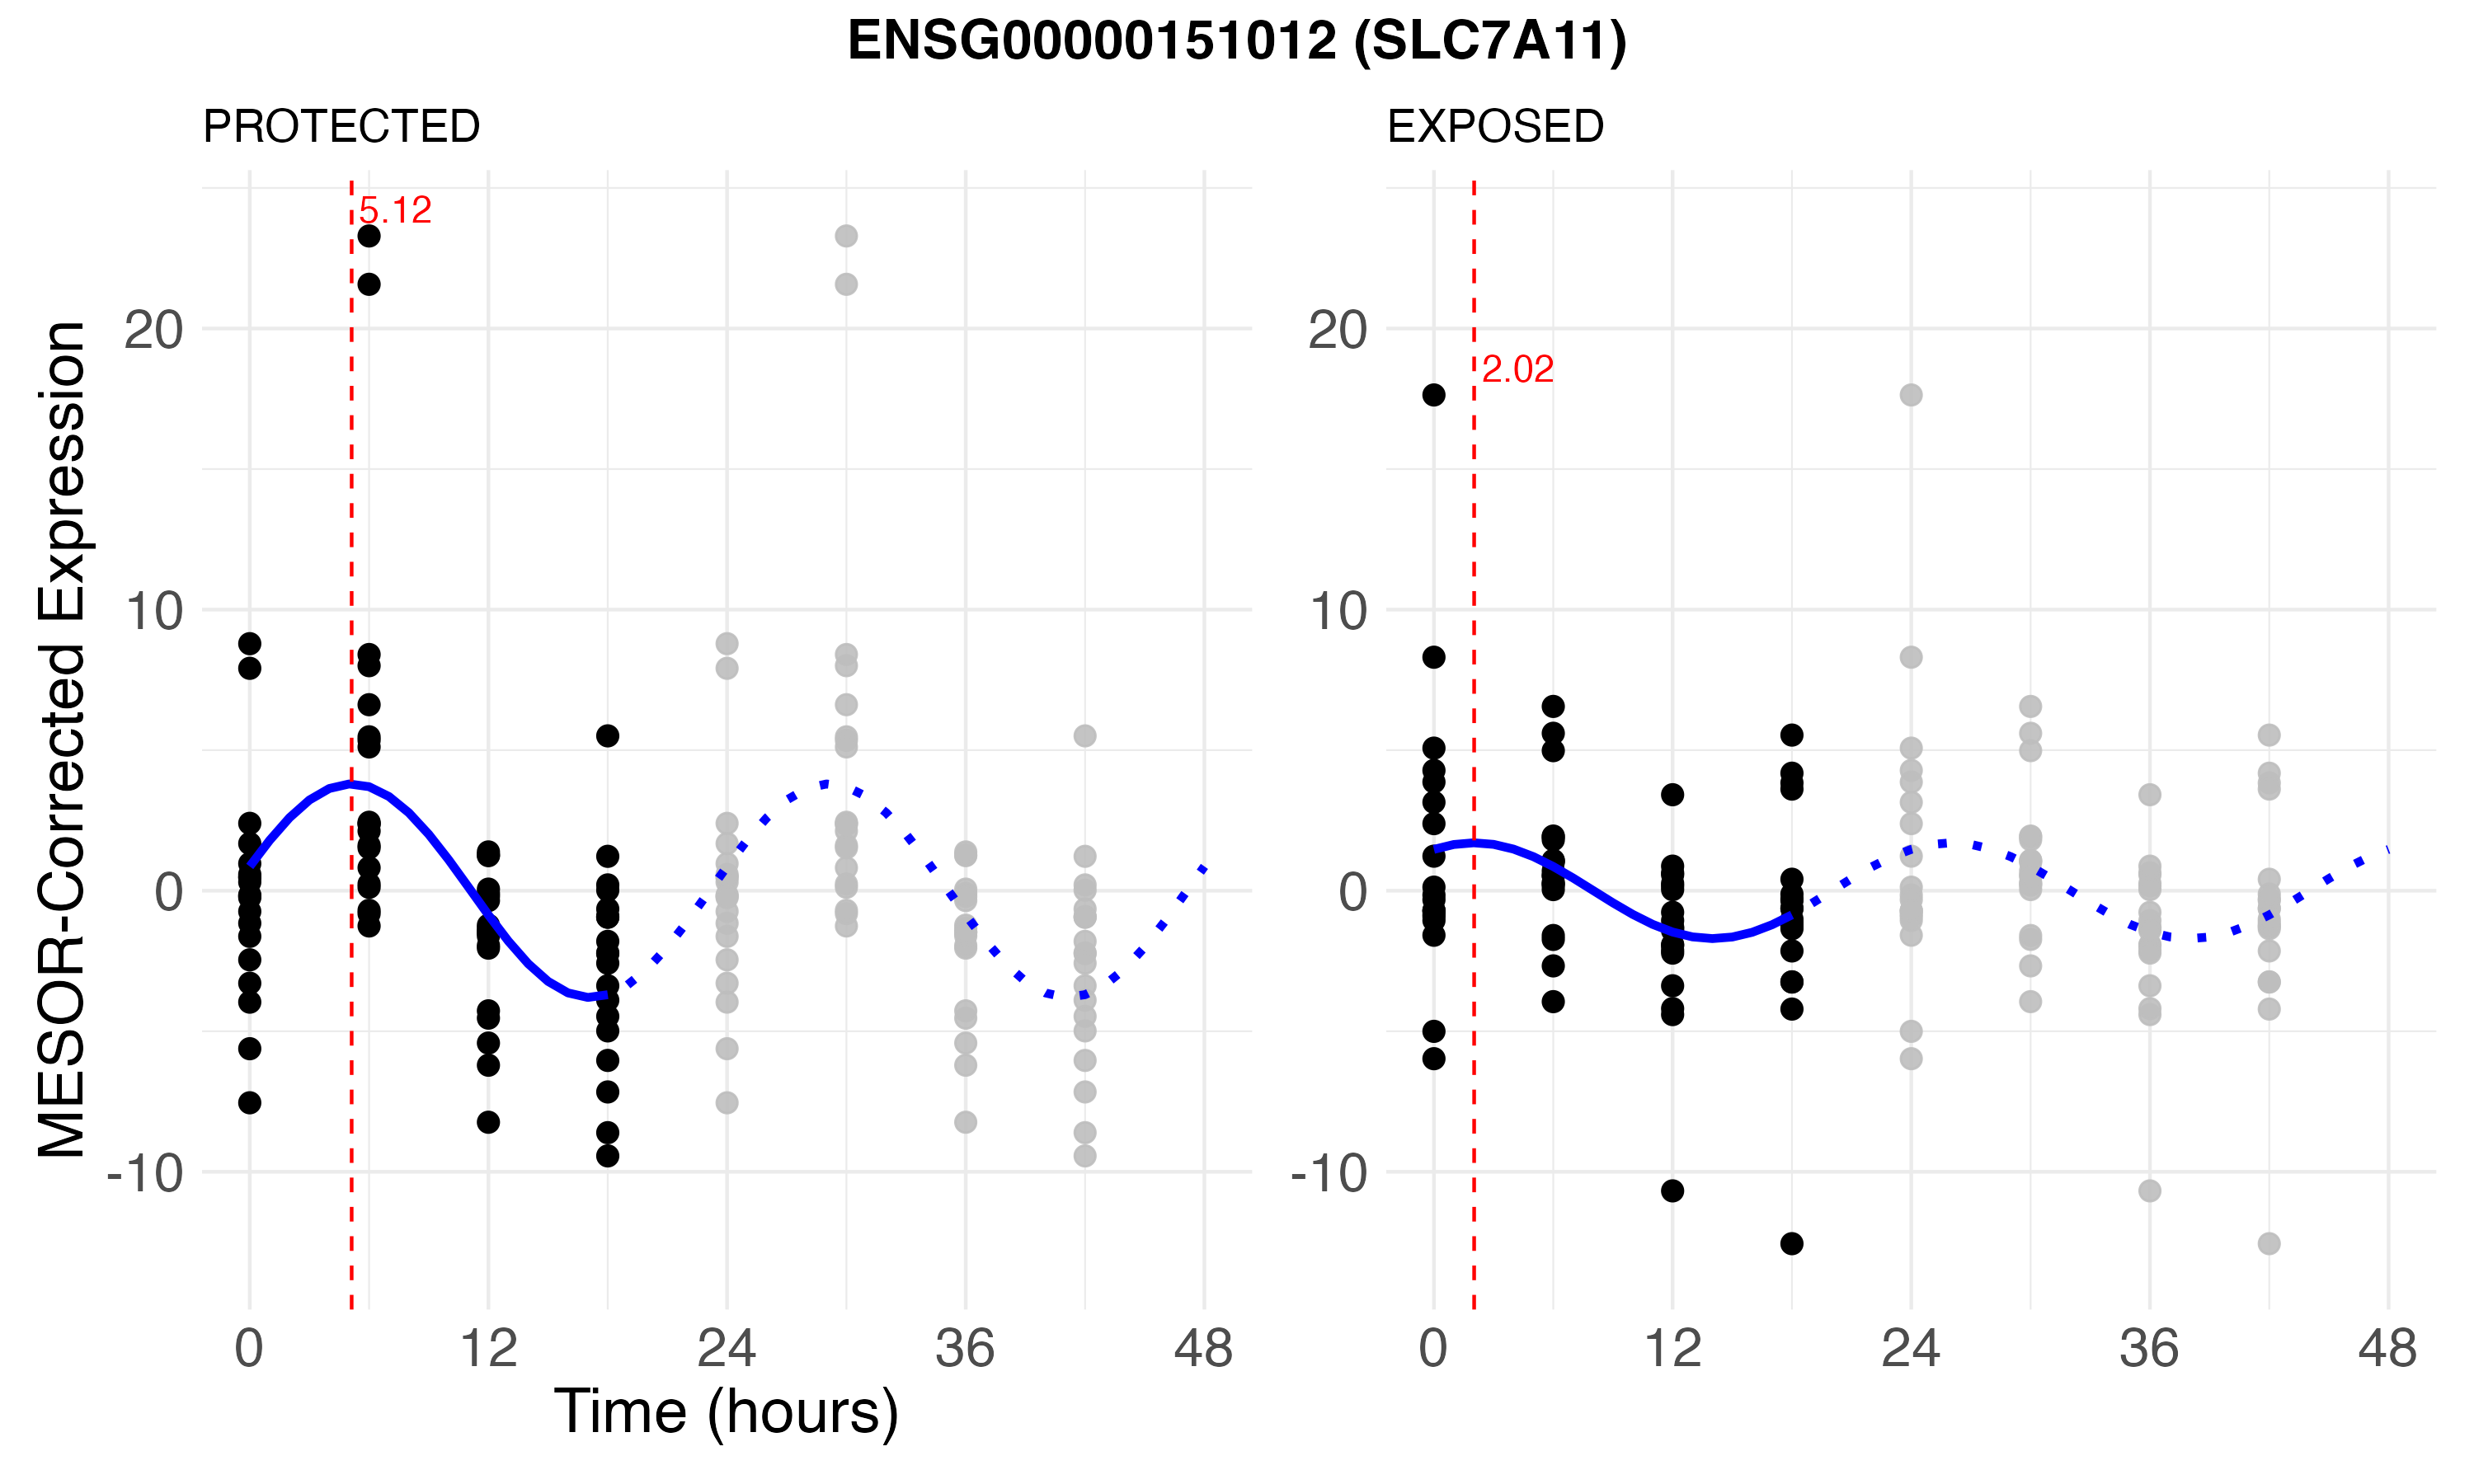 ENSG00000151012 (SLC7A11)
PROTECTED
EXPOSED
MESOR-Corrected Expression
5.12
2.02
20
10
0
-10
20
10
0
-10
0 12 24 36 48
0 12 24 36 48
Time (hours)